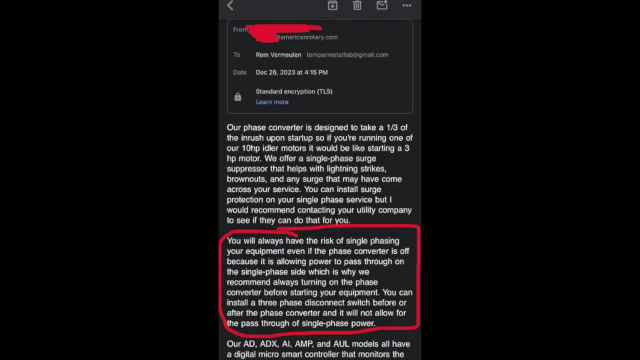 From
@americanrotary.com
To Rem Vermeulen tempermetalfab@gmail.com
Date Dec 26, 2023 at 4:15 PM
Standard encryption (TLS)
Learn more
Our phase converter is designed to take a 1/3 of
the inrush upon startup so if you're running one of
our 10hp idler motors it would be like starting a 3
hp motor. We offer a single-phase surge
suppressor that helps with lightning strikes,
brownouts, and any surge that may have come
across your service. You can install surge
protection on your single phase service but I
would recommend contacting your utility company
to see if they can do that for you.
You will always have the risk of single phasing
your equipment even if the phase converter is off
because it is allowing power to pass through on
the single-phase side which is why we
recommend always turning on the phase
converter before starting your equipment. You can
install a three phase disconnect switch before or
after the phase converter and it will not allow for
the pass through of single-phase power.
Our AD, ADX, AI, AMP, and AUL models all have
a digital micro smart controller that monitors the